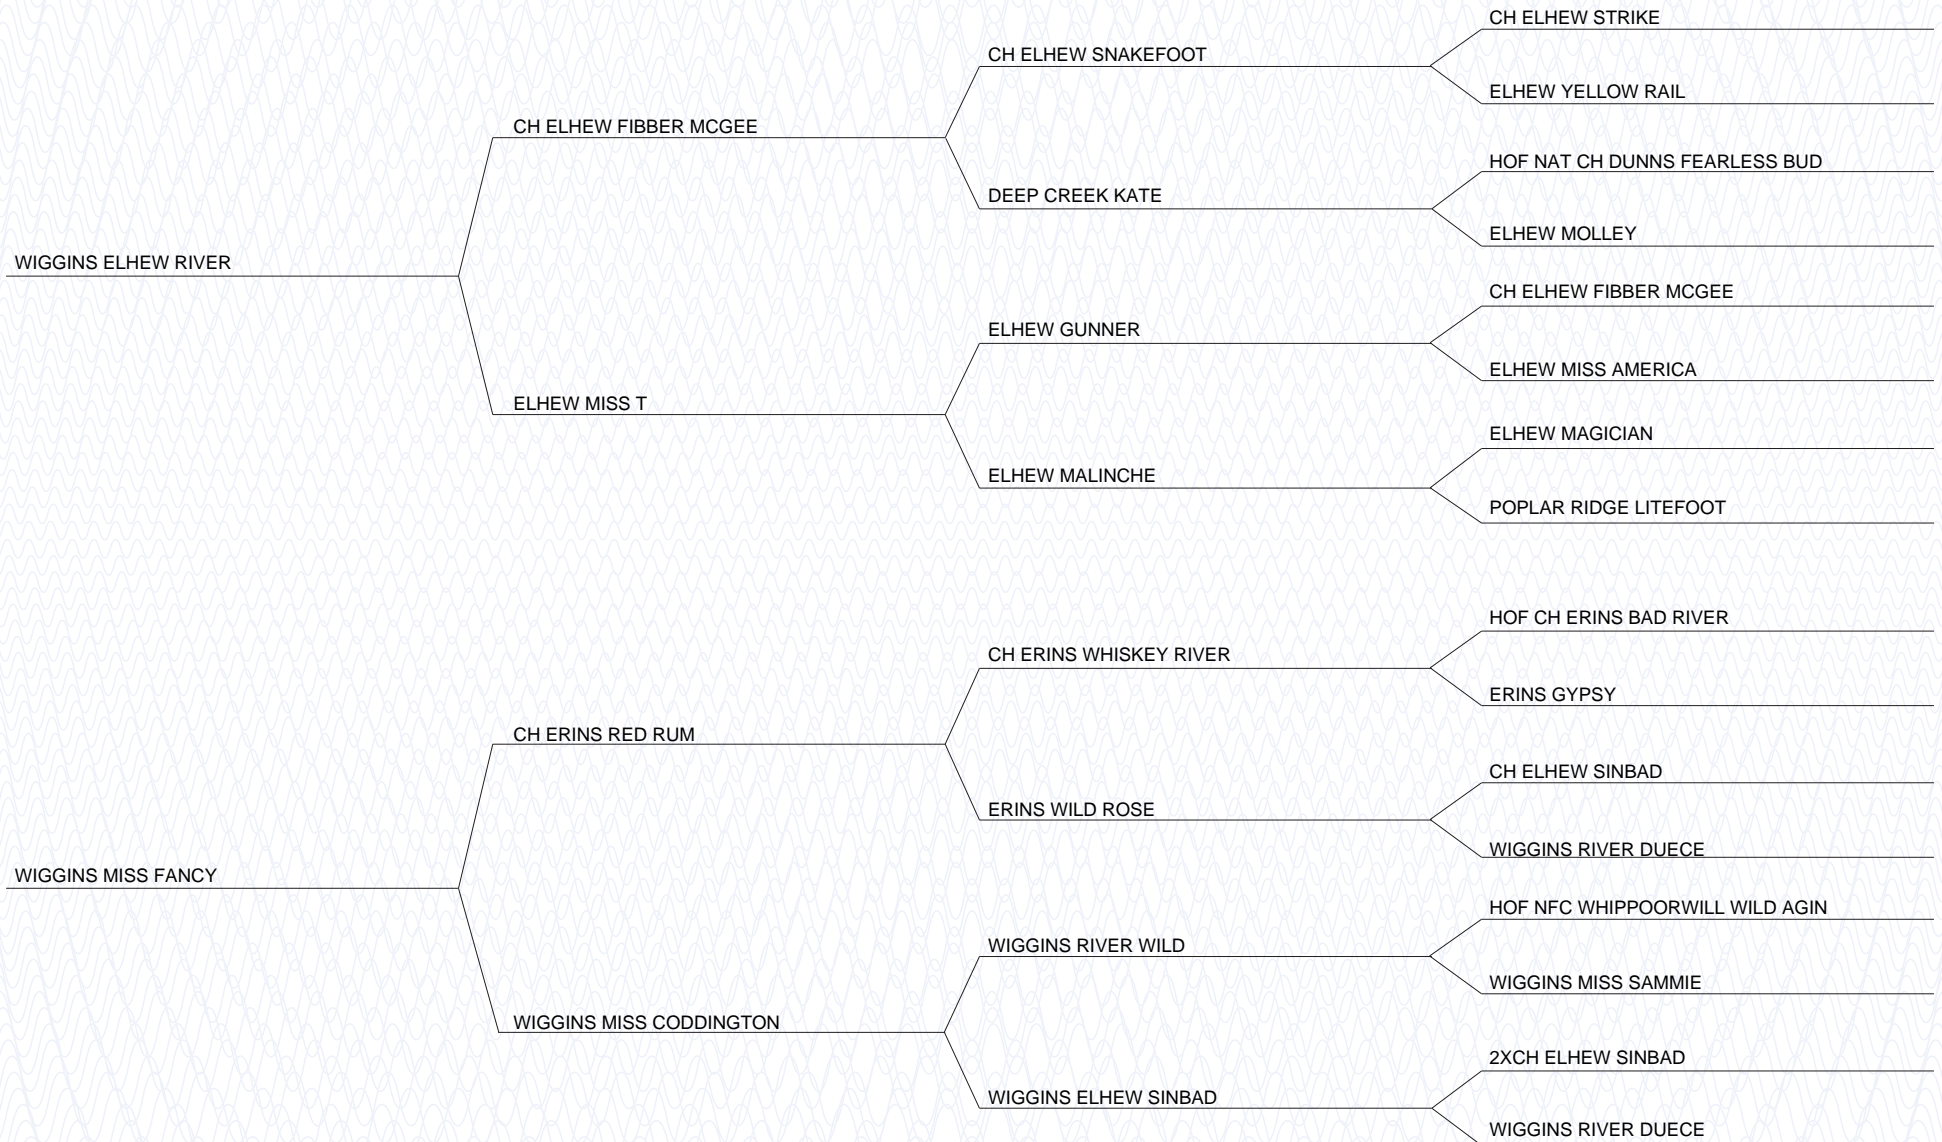 CH ELHEW STRIKE
CH ELHEW SNAKEFOOT
ELHEW YELLOW RAIL
CH ELHEW FIBBER MCGEE
HOF NAT CH DUNNS FEARLESS BUD
DEEP CREEK KATE
ELHEW MOLLEY
WIGGINS ELHEW RIVER
CH ELHEW FIBBER MCGEE
ELHEW GUNNER
ELHEW MISS AMERICA
ELHEW MISS T
ELHEW MAGICIAN
ELHEW MALINCHE
POPLAR RIDGE LITEFOOT
HOF CH ERINS BAD RIVER
CH ERINS WHISKEY RIVER
ERINS GYPSY
CH ERINS RED RUM
CH ELHEW SINBAD
ERINS WILD ROSE
WIGGINS RIVER DUECE
WIGGINS MISS FANCY
HOF NFC WHIPPOORWILL WILD AGIN
WIGGINS RIVER WILD
WIGGINS MISS SAMMIE
WIGGINS MISS CODDINGTON
2XCH ELHEW SINBAD
WIGGINS ELHEW SINBAD
WIGGINS RIVER DUECE